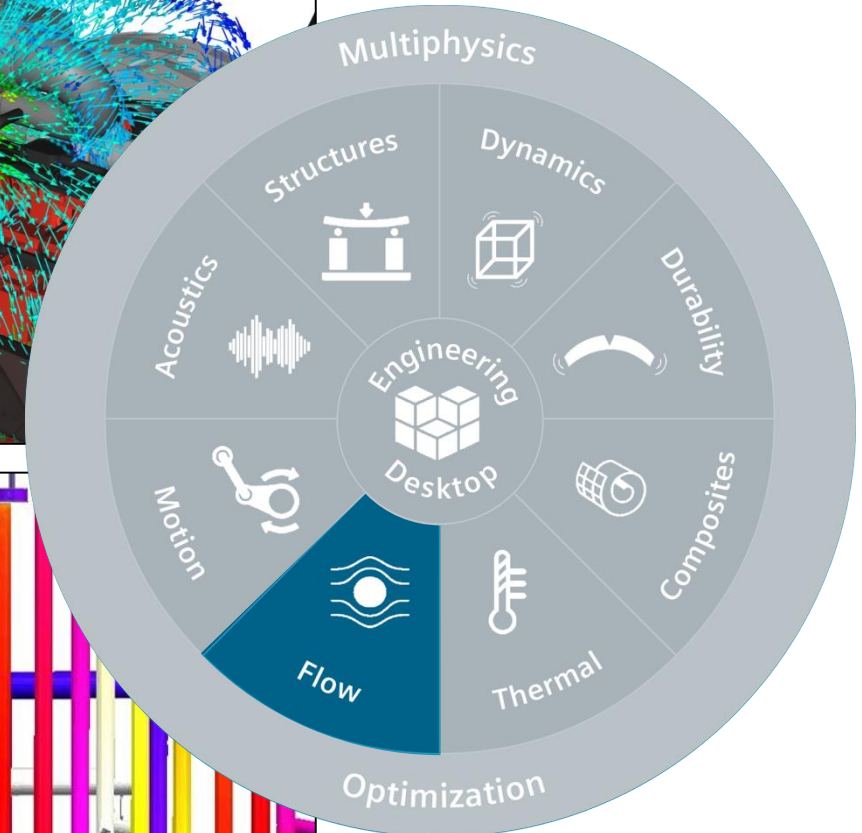 Multiphysics
Structures
Dynamics
Acoustics
Durability
Engineering
Desktop
Motion
Composites
Flow
Thermal
Optimization